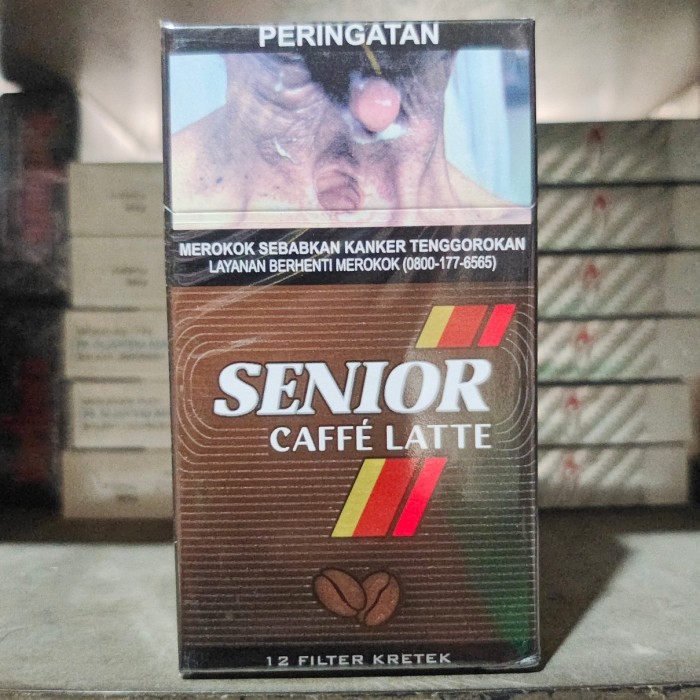 PERINGATAN
MEROKOK SEBABKAN KANKER TENGGOROKAN
LAYANAN BERHENTI MEROKOK (0800-177-6565)
SENIOR
CAFFÉ LATTE
12 FILTER KRETEK